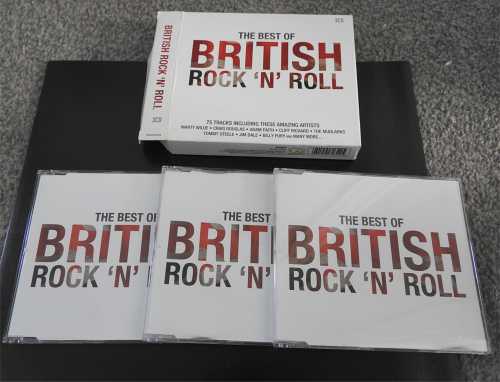 BRITISH ROCK 'N' ROLL
3CD
3CD
THE BEST OF
BRITISH
ROCK 'N' ROLL
75 TRACKS INCLUDING THESE AMAZING ARTISTS
MARTY WILDE • CRAIG DOUGLAS • ADAM FAITH • CLIFF RICHARD • THE MUDLARKS
TOMMY STEELE • JIM DALE • BILLY FURY AND MANY MORE...
THE BEST OF
BRITISH
ROCK 'N'
THE BEST OF
BRITISH
ROCK 'N'
THE BEST OF
BRITISH
ROCK 'N' ROLL